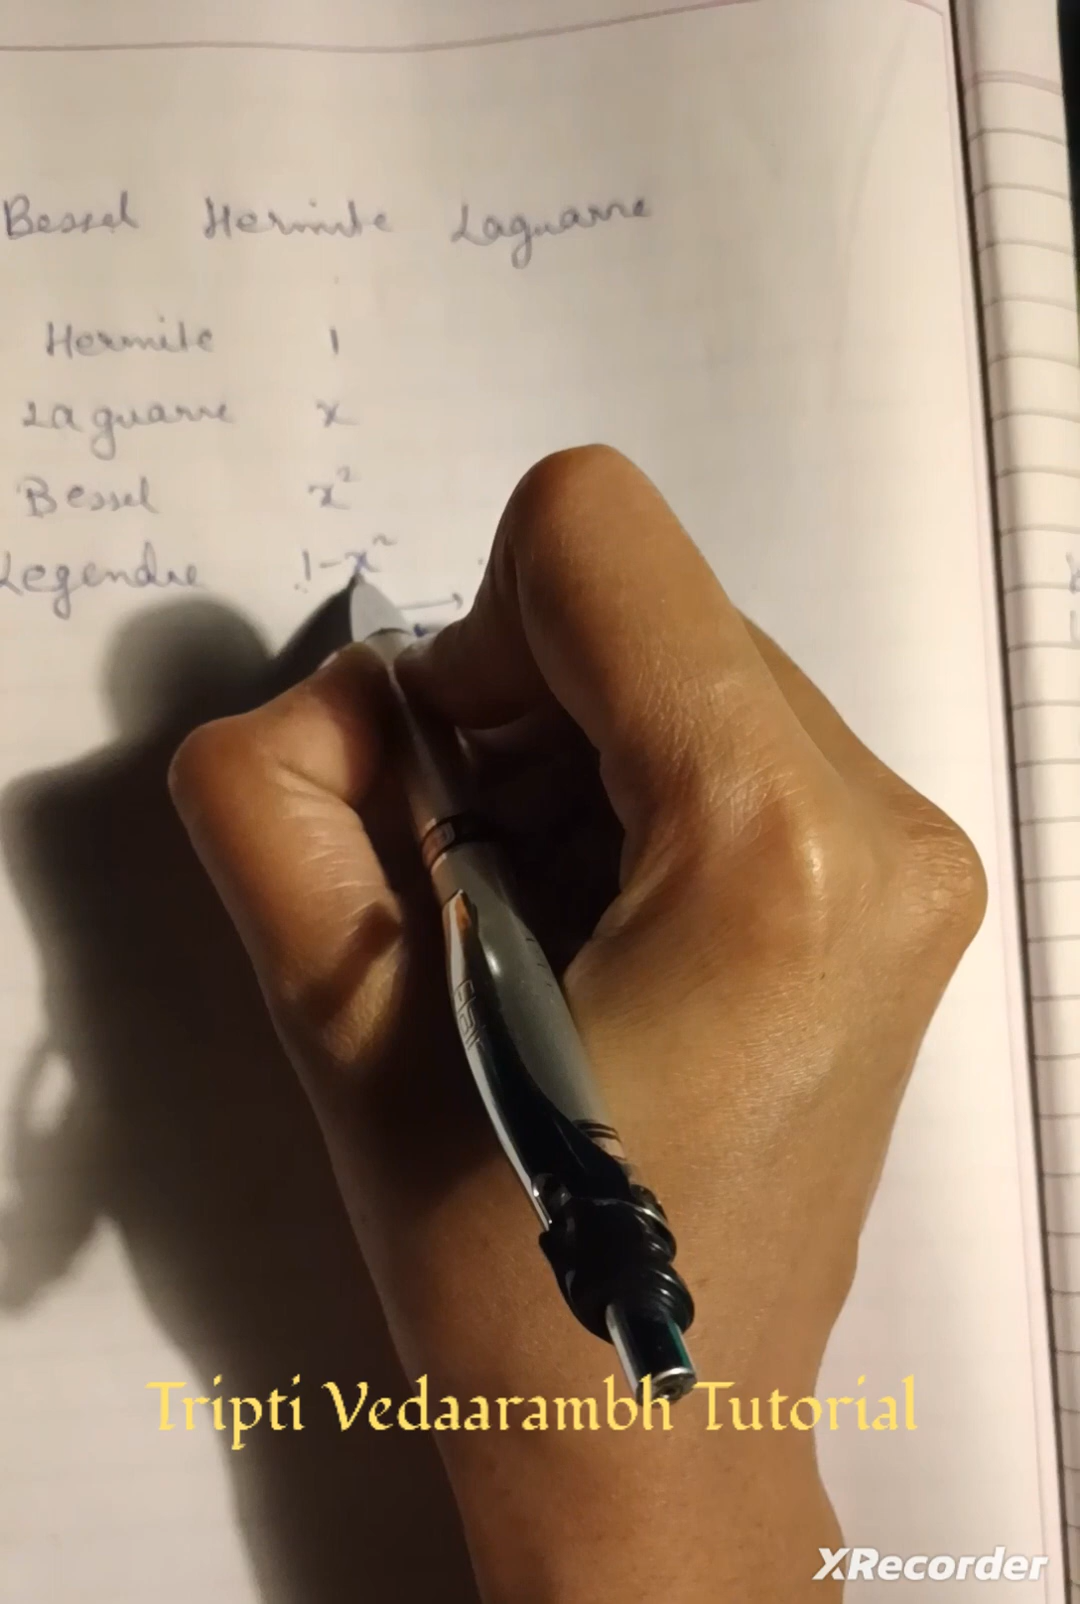 Bessel Hermite Laguarre
Hermite 1
Laguarre x
Bessel x²
Legendre 1-x²
Tripti Vedaarambh Tutorial
XRecorder